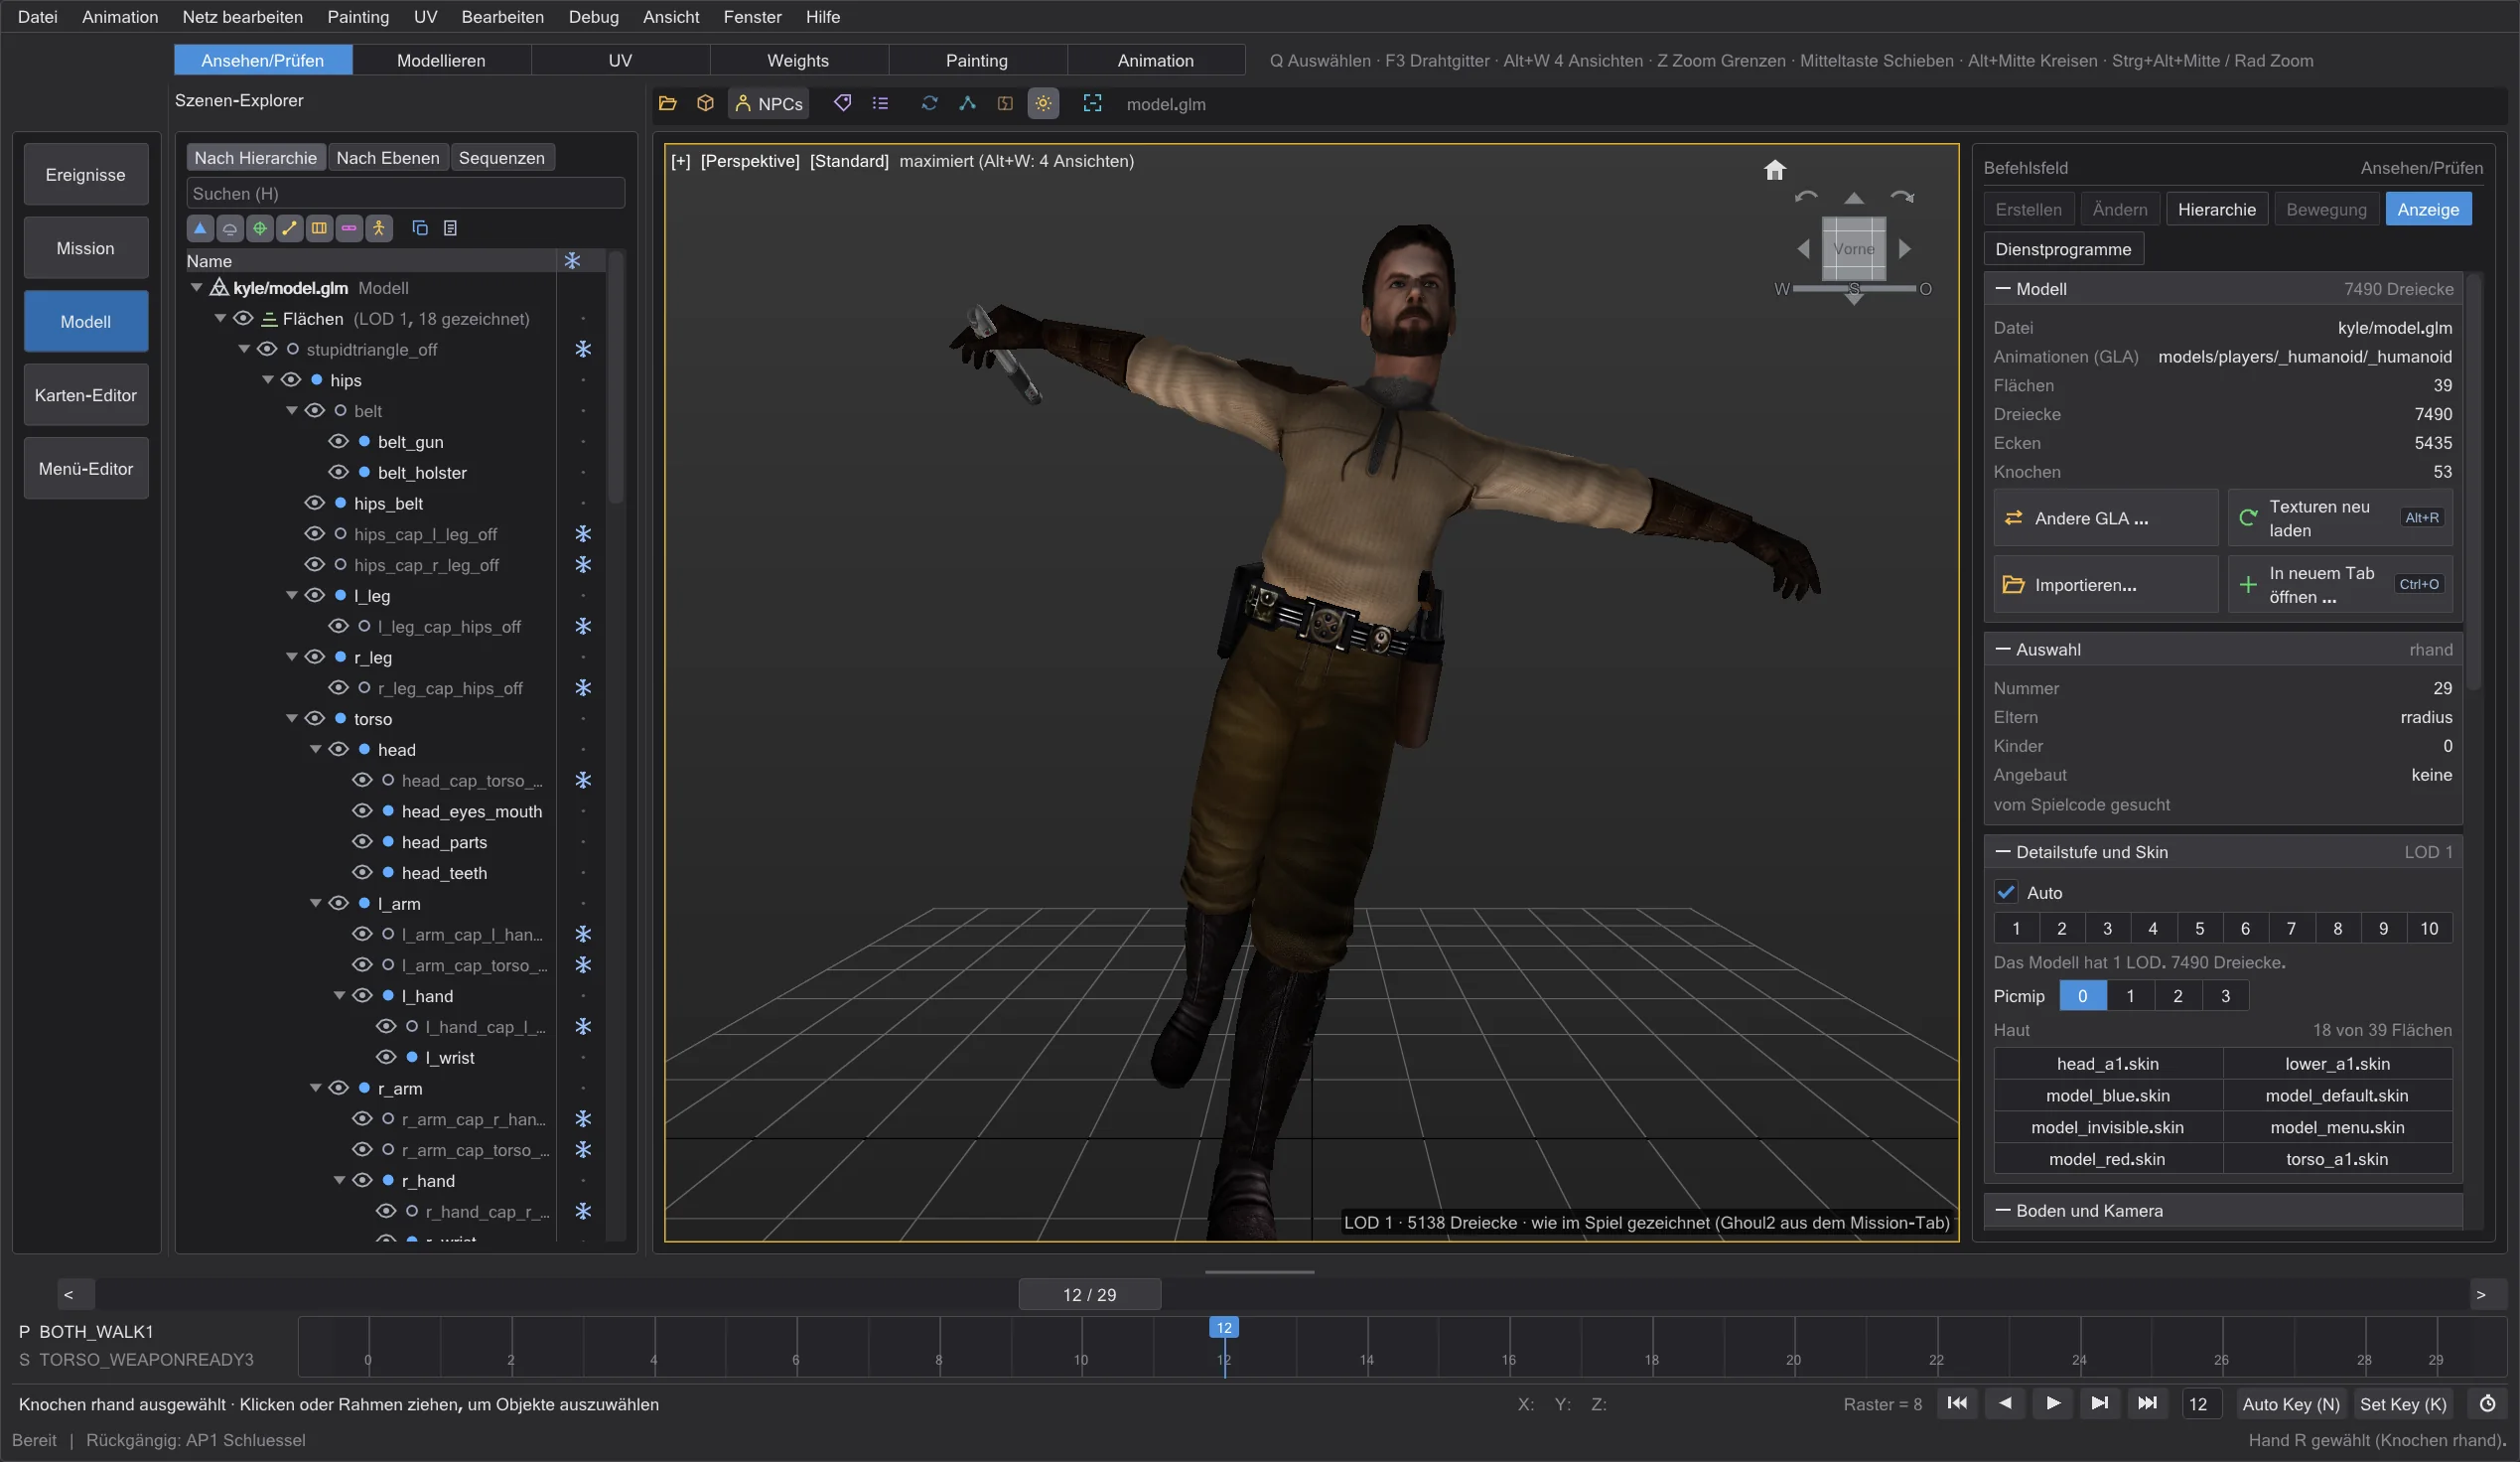 Datei Animation Netz bearbeiten Painting UV Bearbeiten Debug Ansicht Fenster Hilfe
Ansehen/Prüfen Modellieren UV Weights Painting Animation Q Auswählen · F3 Drahtgitter · Alt+W 4 Ansichten · Z Zoom Grenzen · Mitteltaste Schieben · Alt+Mitte Kreisen · Strg+Alt+Mitte / Rad Zoom
Szenen-Explorer
NPCs model.glm
Ereignisse
Mission
Modell
Karten-Editor
Menü-Editor
Nach Hierarchie Nach Ebenen Sequenzen
Suchen (H)
Name
kyle/model.glm Modell
Flächen (LOD 1, 18 gezeichnet)
stupidtriangle_off
hips
belt
belt_gun
belt_holster
hips_belt
hips_cap_l_leg_off
hips_cap_r_leg_off
l_leg
l_leg_cap_hips_off
r_leg
r_leg_cap_hips_off
torso
head
head_cap_torso_...
head_eyes_mouth
head_parts
head_teeth
l_arm
l_arm_cap_l_han...
l_arm_cap_torso_...
l_hand
l_hand_cap_l_...
l_wrist
r_arm
r_arm_cap_r_han...
r_arm_cap_torso_...
r_hand
r_hand_cap_r_...
r_wrist
[+] [Perspektive] [Standard] maximiert (Alt+W: 4 Ansichten)
Vorne
W S O
LOD 1 · 5138 Dreiecke · wie im Spiel gezeichnet (Ghoul2 aus dem Mission-Tab)
Befehlsfeld Ansehen/Prüfen
Erstellen Ändern Hierarchie Bewegung Anzeige
Dienstprogramme
Modell 7490 Dreiecke
Datei kyle/model.glm
Animationen (GLA) models/players/_humanoid/_humanoid
Flächen 39
Dreiecke 7490
Ecken 5435
Knochen 53
Andere GLA ...
Texturen neu laden Alt+R
Importieren...
In neuem Tab öffnen ... Ctrl+O
Auswahl rhand
Nummer 29
Eltern rradius
Kinder 0
Angebaut keine
vom Spielcode gesucht
Detailstufe und Skin LOD 1
Auto
1 2 3 4 5 6 7 8 9 10
Das Modell hat 1 LOD. 7490 Dreiecke.
Picmip 0 1 2 3
Haut 18 von 39 Flächen
head_a1.skin lower_a1.skin
model_blue.skin model_default.skin
model_invisible.skin model_menu.skin
model_red.skin torso_a1.skin
Boden und Kamera
< 12 / 29 >
P BOTH_WALK1
S TORSO_WEAPONREADY3
12
0 2 4 6 8 10 12 14 16 18 20 22 24 26 28 29
Knochen rhand ausgewählt · Klicken oder Rahmen ziehen, um Objekte auszuwählen X: Y: Z: Raster = 8 12 Auto Key (N) Set Key (K)
Bereit | Rückgängig: AP1 Schluessel Hand R gewählt (Knochen rhand).